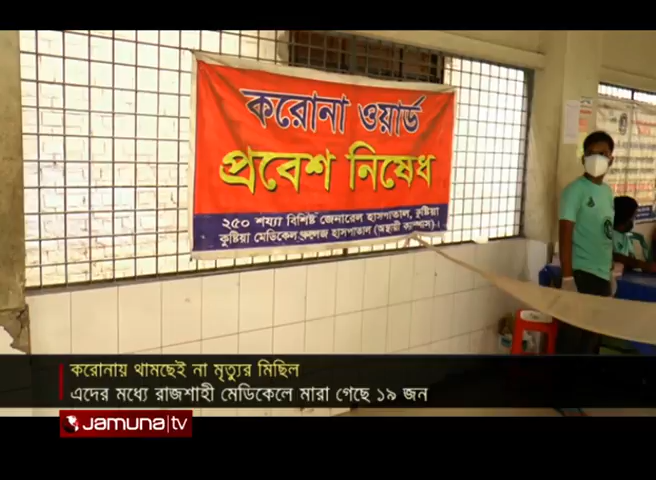 করোনা ওয়ার্ড
প্রবেশ নিষেধ
২৫০ শয্যা বিশিষ্ট জেনারেল হাসপাতাল, কুষ্টিয়া
কুষ্টিয়া মেডিকেল কলেজ হাসপাতাল (অস্থায়ী ক্যাম্পাস)।
করোনায় থামছেই না মৃত্যুর মিছিল
এদের মধ্যে রাজশাহী মেডিকেলে মারা গেছে ১৯ জন
Jamuna tv